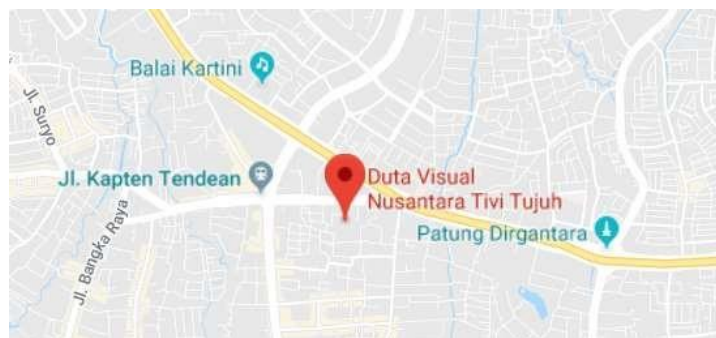 Balai Kartini
Jl. Suryo
Jl. Kapten Tendean
Duta Visual
Nusantara Tivi Tujuh
Patung Dirgantara
Jl. Bangka Raya